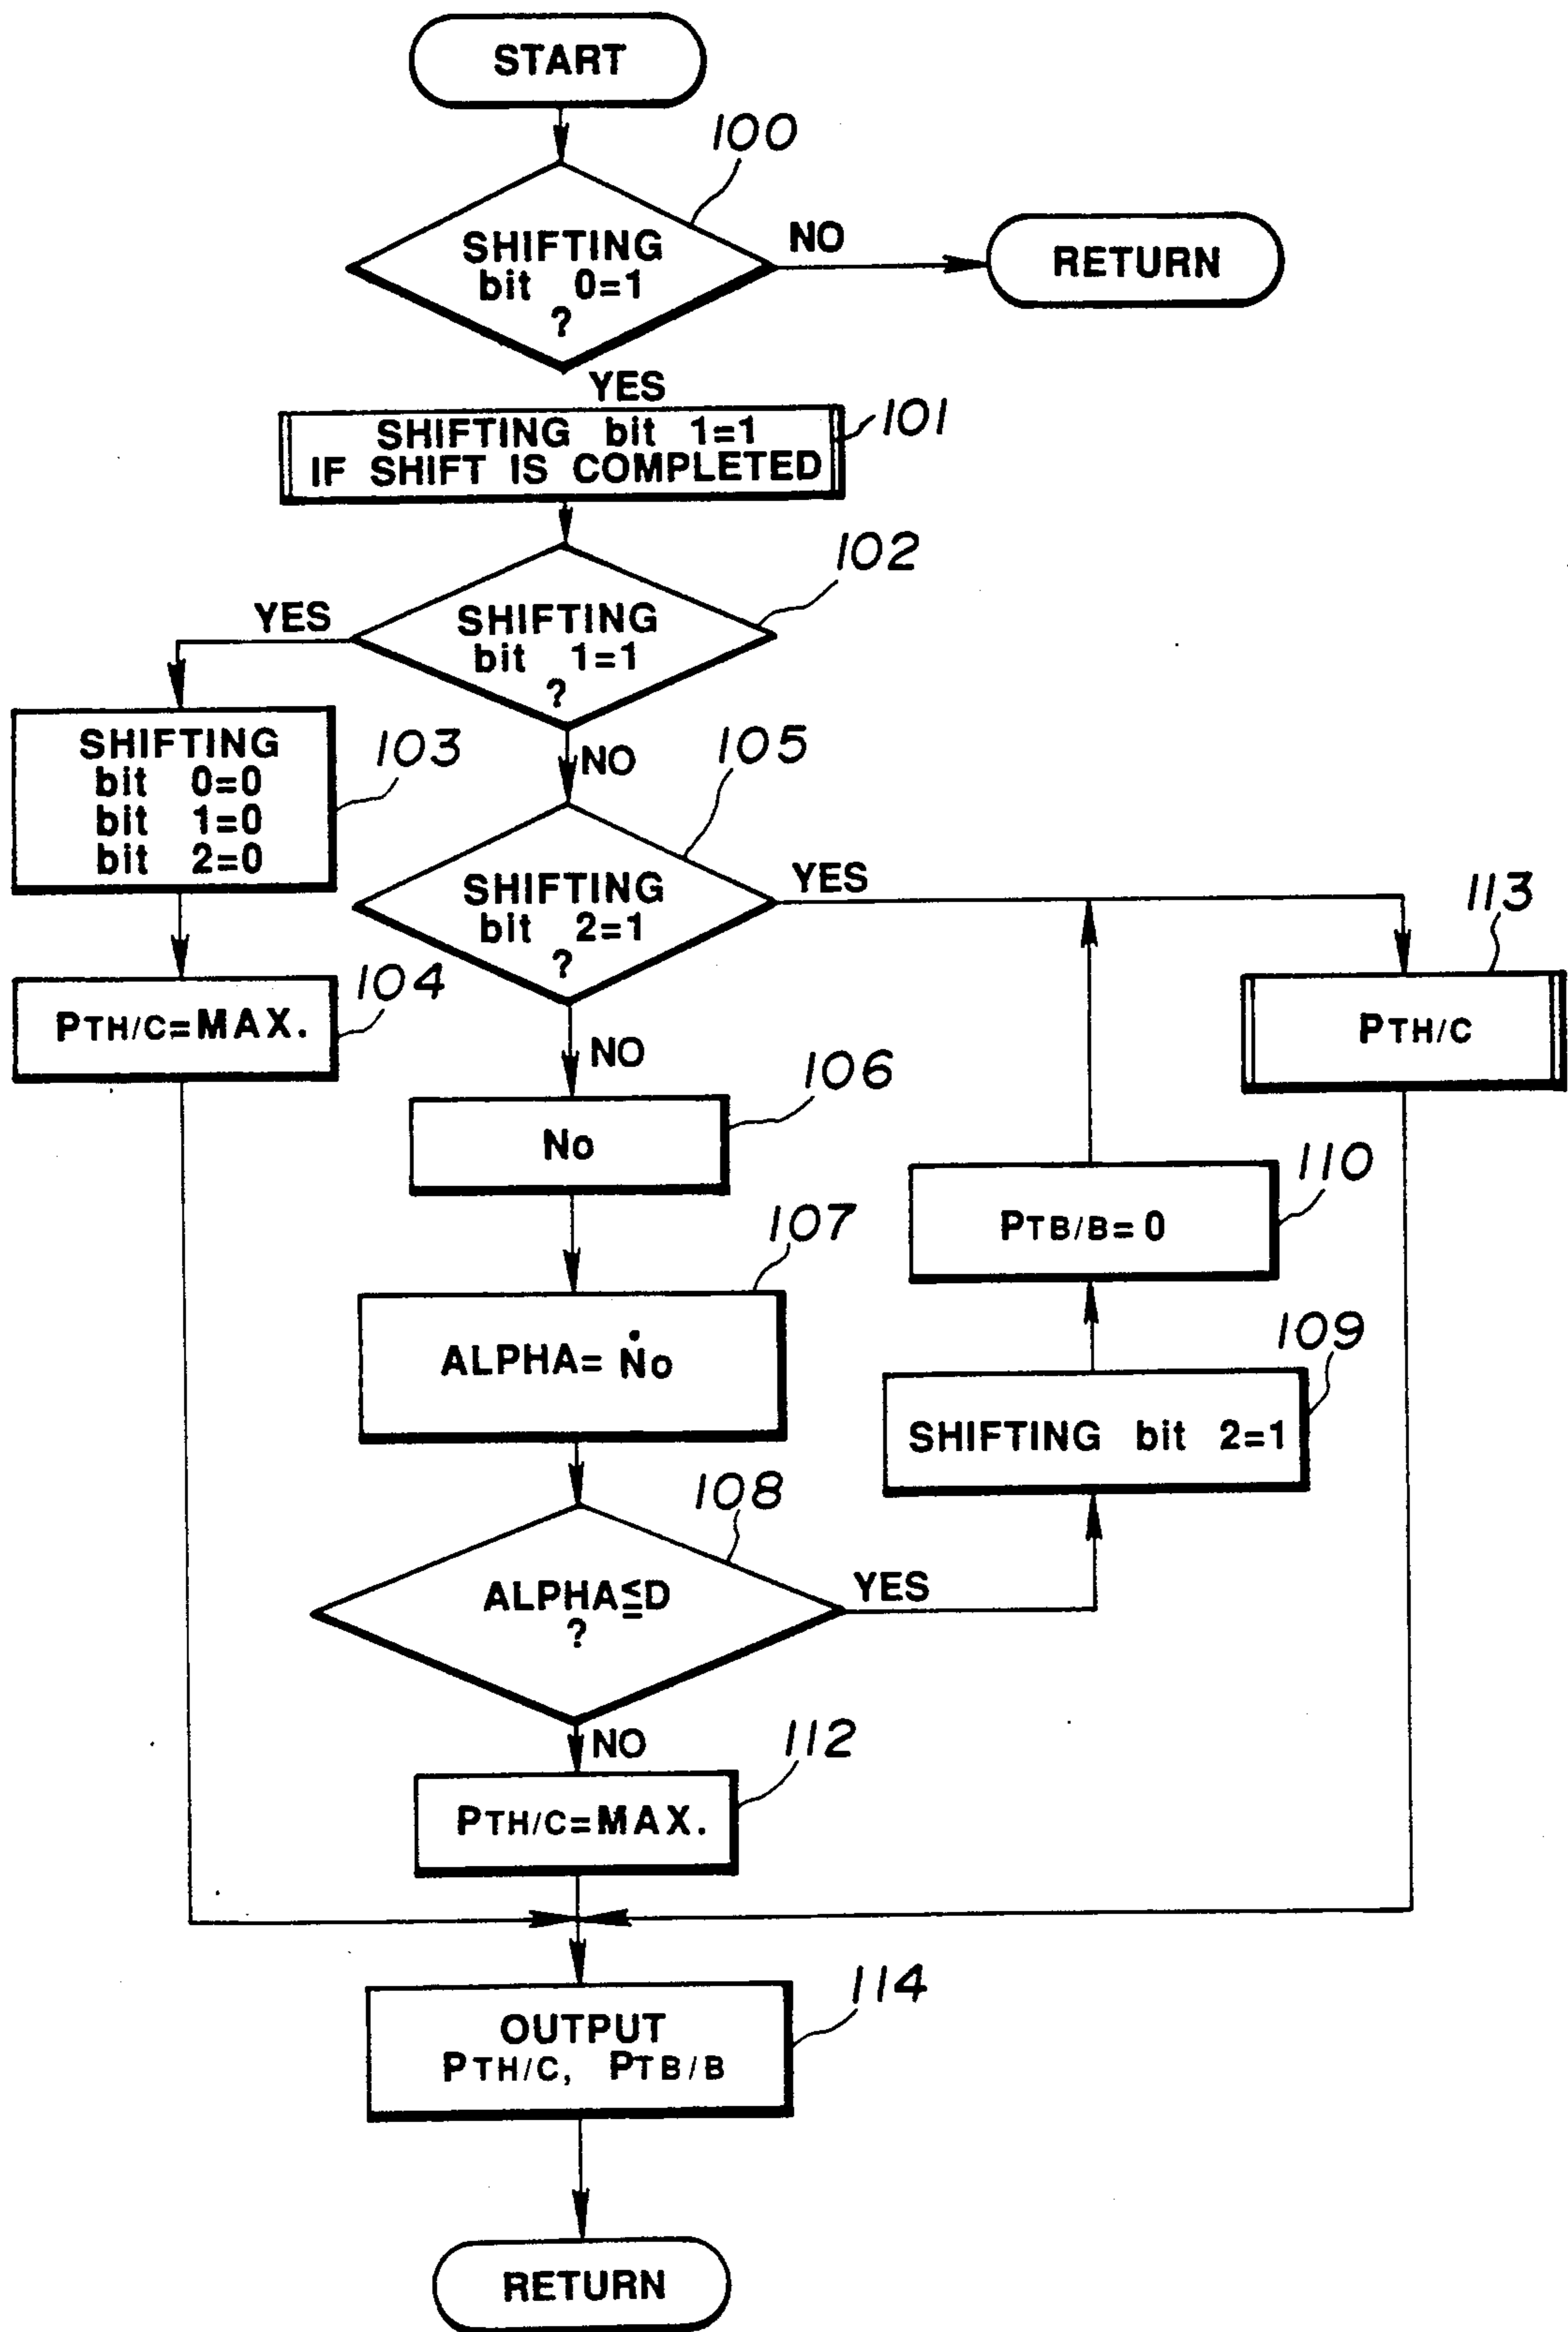 START
100
SHIFTING
bit 0=1
?
NO
RETURN
YES
SHIFTING bit 1=1
IF SHIFT IS COMPLETED
101
102
YES
SHIFTING
bit 1=1
?
NO
SHIFTING
bit 0=0
bit 1=0
bit 2=0
103
105
SHIFTING
bit 2=1
?
YES
113
PTH/C=MAX.
104
PTH/C
NO
106
No
110
PTB/B=0
107
ALPHA=Ṅo
109
SHIFTING bit 2=1
108
ALPHA≦D
?
YES
NO
112
PTH/C=MAX.
114
OUTPUT
PTH/C, PTB/B
RETURN